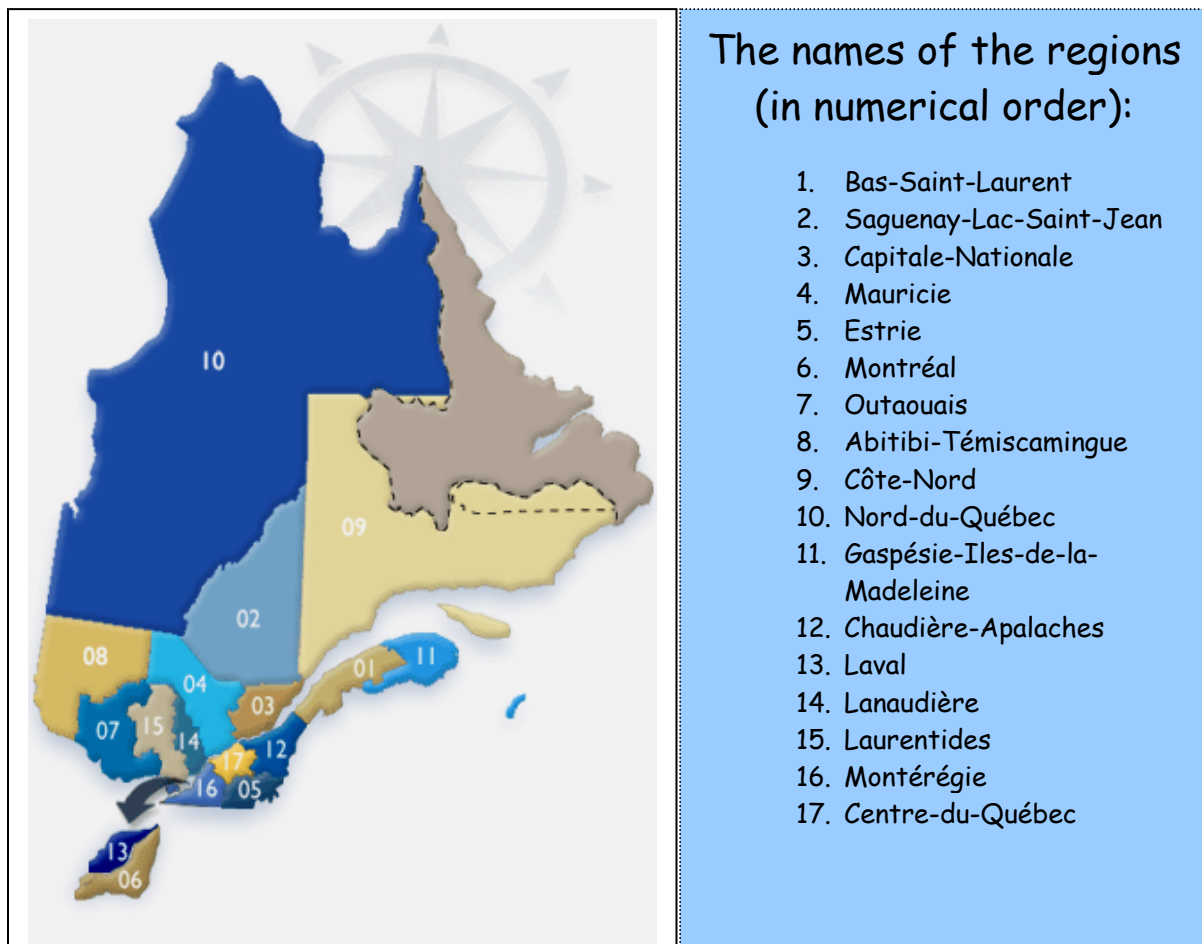 The names of the regions
(in numerical order):
1. Bas-Saint-Laurent
2. Saguenay-Lac-Saint-Jean
3. Capitale-Nationale
4. Mauricie
5. Estrie
6. Montréal
7. Outaouais
8. Abitibi-Témiscamingue
9. Côte-Nord
10. Nord-du-Québec
11. Gaspésie-Iles-de-la-
Madeleine
12. Chaudière-Apalaches
13. Laval
14. Lanaudière
15. Laurentides
16. Montérégie
17. Centre-du-Québec
10
09
02
08
01
11
04
03
07
15
14
12
17
16
05
13
06